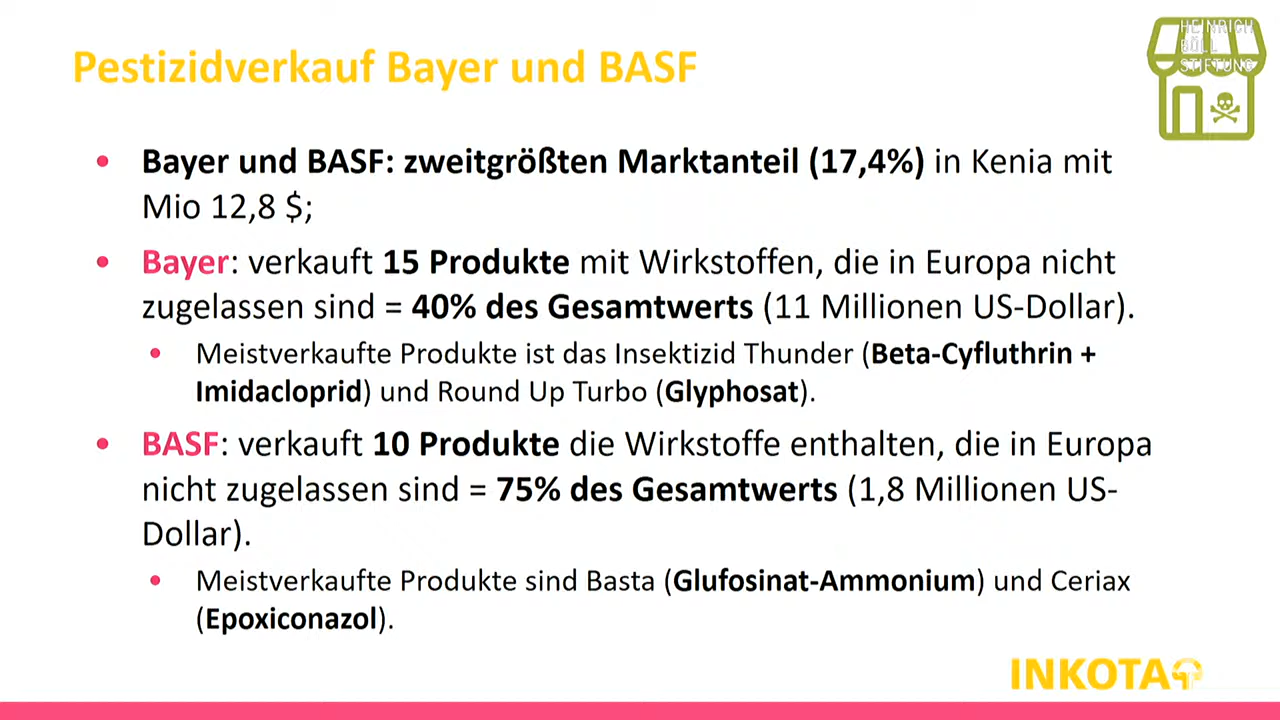 HEINRICH
BÖLL
STIFTUNG
Pestizidverkauf Bayer und BASF
• Bayer und BASF: zweitgrößten Marktanteil (17,4%) in Kenia mit
Mio 12,8 $;
• Bayer: verkauft 15 Produkte mit Wirkstoffen, die in Europa nicht
zugelassen sind = 40% des Gesamtwerts (11 Millionen US-Dollar).
• Meistverkaufte Produkte ist das Insektizid Thunder (Beta-Cyfluthrin +
Imidacloprid) und Round Up Turbo (Glyphosat).
• BASF: verkauft 10 Produkte die Wirkstoffe enthalten, die in Europa
nicht zugelassen sind = 75% des Gesamtwerts (1,8 Millionen US-
Dollar).
• Meistverkaufte Produkte sind Basta (Glufosinat-Ammonium) und Ceriax
(Epoxiconazol).
INKOTA